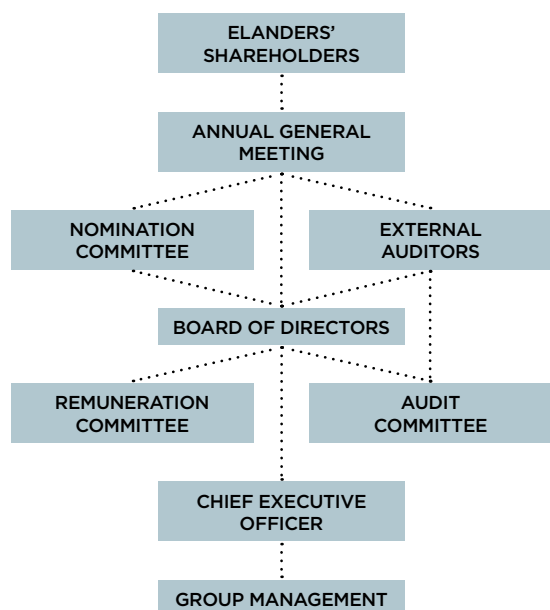 ELANDERS’
SHAREHOLDERS
ANNUAL GENERAL
MEETING
NOMINATION
COMMITTEE
EXTERNAL
AUDITORS
BOARD OF DIRECTORS
REMUNERATION
COMMITTEE
AUDIT
COMMITTEE
CHIEF EXECUTIVE
OFFICER
GROUP MANAGEMENT